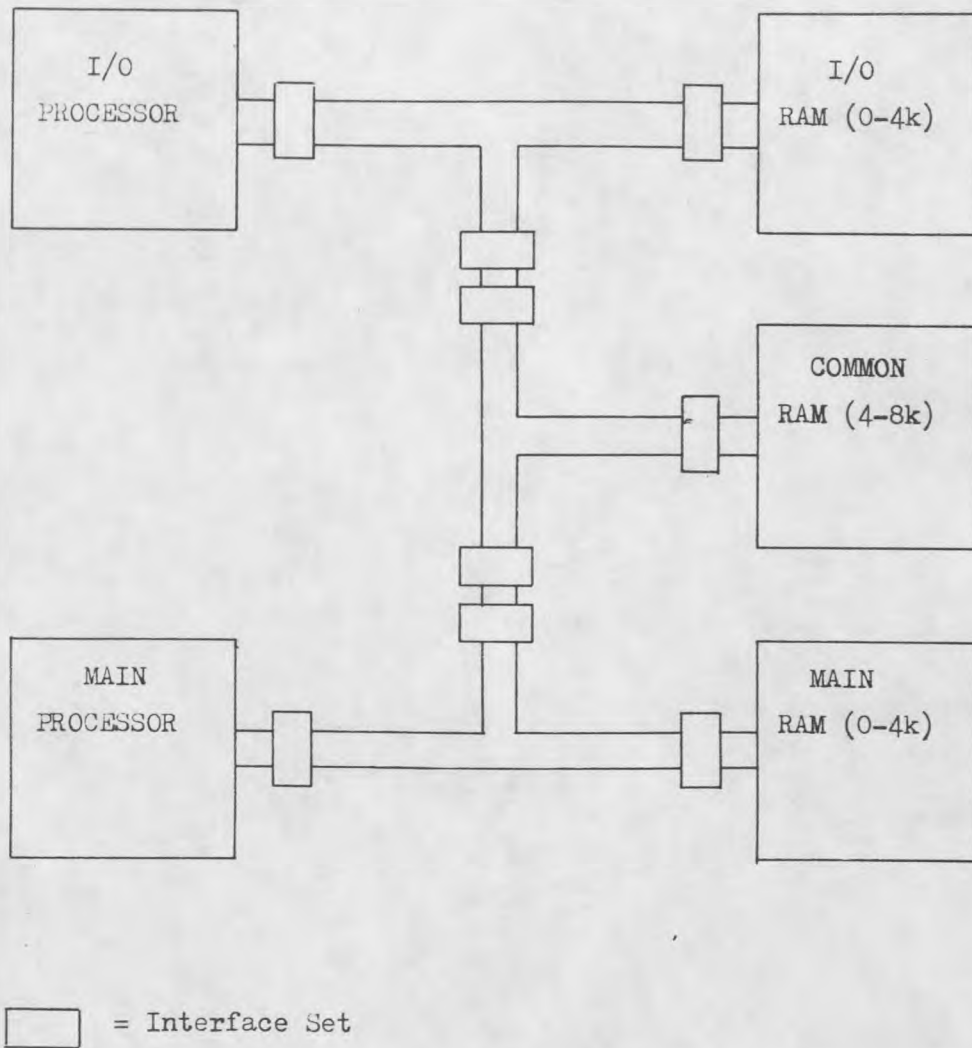 I/O
PROCESSOR
I/O
RAM (0-4k)
COMMON
RAM (4-8k)
MAIN
PROCESSOR
MAIN
RAM (0-4k)
= Interface Set